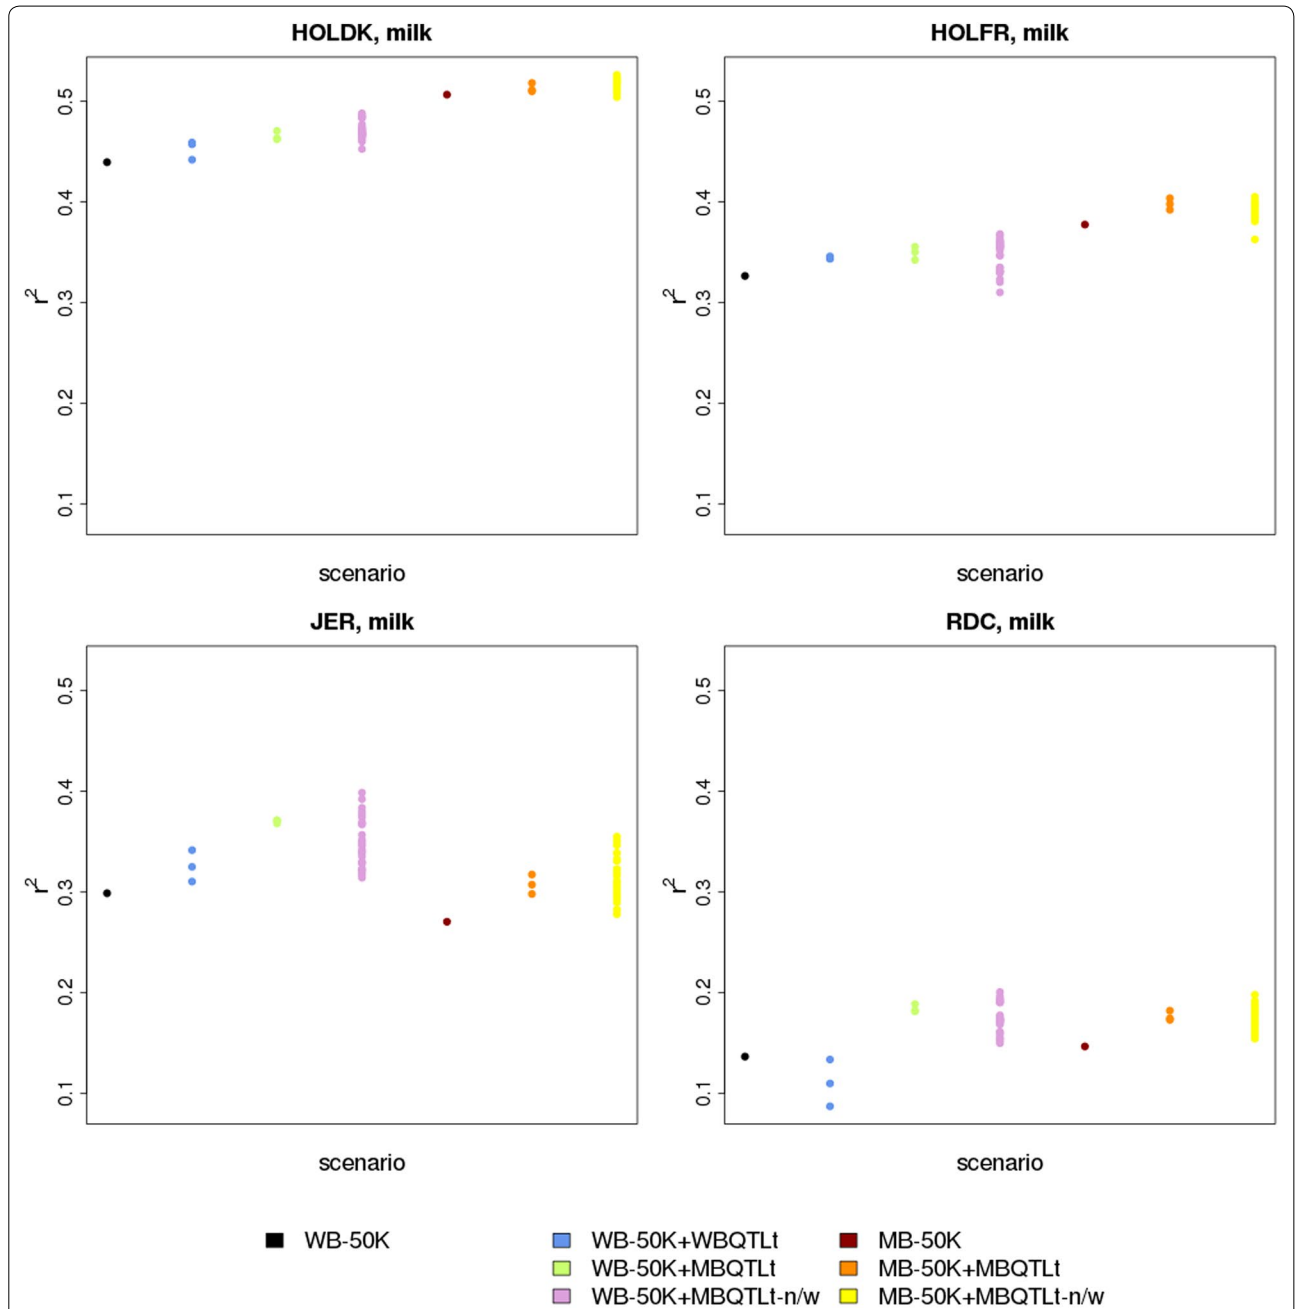 HOLDK, milk
0.5
0.4
0.3
0.2
0.1
r²
scenario
HOLFR, milk
0.5
0.4
0.3
0.2
0.1
r²
scenario
JER, milk
0.5
0.4
0.3
0.2
0.1
r²
scenario
RDC, milk
0.5
0.4
0.3
0.2
0.1
r²
scenario
WB-50K
WB-50K+WBQTLt
WB-50K+MBQTLt
WB-50K+MBQTLt-n/w
MB-50K
MB-50K+MBQTLt
MB-50K+MBQTLt-n/w